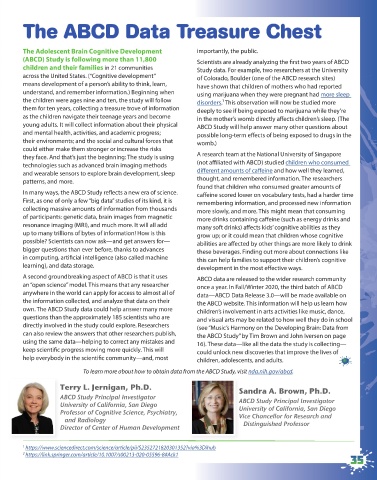 The ABCD Data Treasure Chest
The Adolescent Brain Cognitive Development
(ABCD) Study is following more than 11,800
children and their families in 21 communities
across the United States. (“Cognitive development”
means development of a person's ability to think, learn,
understand, and remember information.) Beginning when
the children were ages nine and ten, the study will follow
them for ten years, collecting a treasure trove of information
as the children navigate their teenage years and become
young adults. It will collect information about their physical
and mental health, activities, and academic progress;
their environments; and the social and cultural forces that
could either make them stronger or increase the risks
they face. And that's just the beginning: The study is using
technologies such as advanced brain imaging methods
and wearable sensors to explore brain development, sleep
patterns, and more.
In many ways, the ABCD Study reflects a new era of science.
First, as one of only a few “big data” studies of its kind, it is
collecting massive amounts of information from thousands
of participants: genetic data, brain images from magnetic
resonance imaging (MRI), and much more. It will all add
up to many trillions of bytes of information! How is this
possible? Scientists can now ask—and get answers for—
bigger questions than ever before, thanks to advances
in computing, artificial intelligence (also called machine
learning), and data storage.
A second groundbreaking aspect of ABCD is that it uses
an “open science” model. This means that any researcher
anywhere in the world can apply for access to almost all of
the information collected, and analyze that data on their
own. The ABCD Study data could help answer many more
questions than the approximately 185 scientists who are
directly involved in the study could explore. Researchers
can also review the answers that other researchers publish,
using the same data—helping to correct any mistakes and
keep scientific progress moving more quickly. This will
help everybody in the scientific community—and, most
importantly, the public.
Scientists are already analyzing the first two years of ABCD
Study data. For example, two researchers at the University
of Colorado, Boulder (one of the ABCD research sites)
have shown that children of mothers who had reported
using marijuana when they were pregnant had more sleep
disorders.¹ This observation will now be studied more
deeply to see if being exposed to marijuana while they're
in the mother's womb directly affects children's sleep. (The
ABCD Study will help answer many other questions about
possible long-term effects of being exposed to drugs in the
womb.)
A research team at the National University of Singapore
(not affiliated with ABCD) studied children who consumed
different amounts of caffeine and how well they learned,
thought, and remembered information. The researchers
found that children who consumed greater amounts of
caffeine scored lower on vocabulary tests, had a harder time
remembering information, and processed new information
more slowly, and more. This might mean that consuming
more drinks containing caffeine (such as energy drinks and
many soft drinks) affects kids' cognitive abilities as they
grow up; or it could mean that children whose cognitive
abilities are affected by other things are more likely to drink
these beverages. Finding out more about connections like
this can help families to support their children's cognitive
development in the most effective ways.
ABCD data are released to the wider research community
once a year. In Fall/Winter 2020, the third batch of ABCD
data—ABCD Data Release 3.0—will be made available on
the ABCD website. This information will help us learn how
children's involvement in arts activities like music, dance,
and visual arts may be related to how well they do in school
(see “Music's Harmony on the Developing Brain: Data from
the ABCD Study” by Tim Brown and John Iversen on page
16). These data—like all the data the study is collecting—
could unlock new discoveries that improve the lives of
children, adolescents, and adults.
To learn more about how to obtain data from the ABCD Study, visit nda.nih.gov/abcd.
Terry L. Jernigan, Ph.D.
ABCD Study Principal Investigator
University of California, San Diego
Professor of Cognitive Science, Psychiatry,
and Radiology
Director of Center of Human Development
Sandra A. Brown, Ph.D.
ABCD Study Principal Investigator
University of California, San Diego
Vice Chancellor for Research and
Distinguished Professor
35